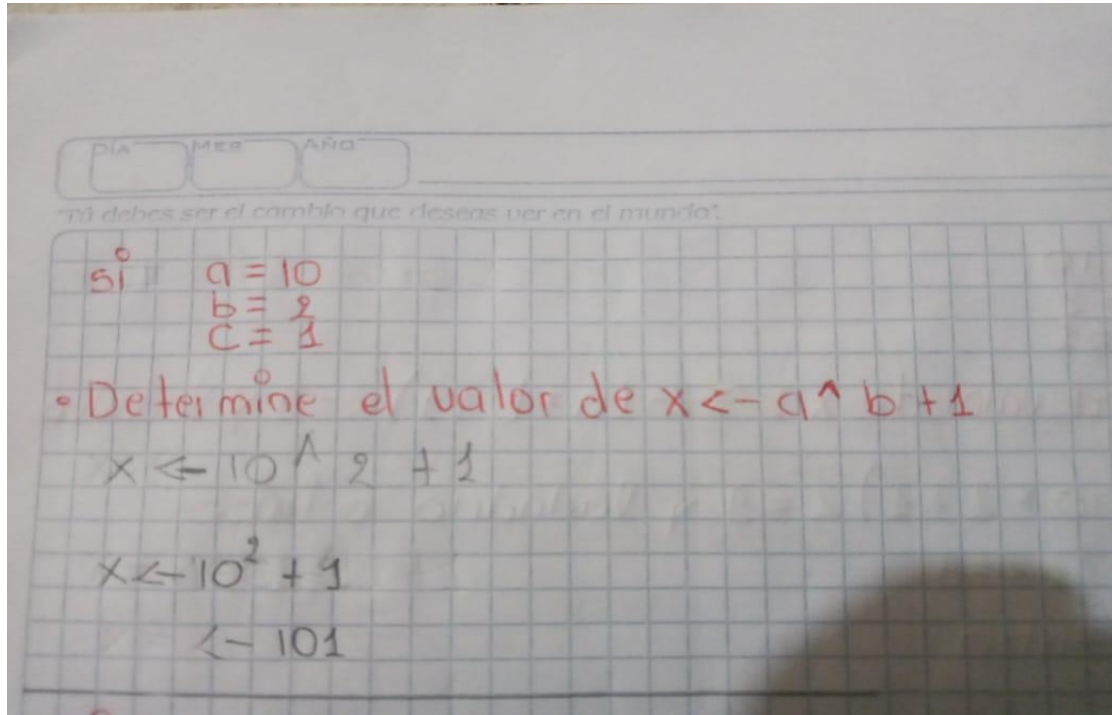 DÍA MES AÑO
"Tú debes ser el cambio que deseas ver en el mundo".
si a = 10
b = 2
c = 1
• Determine el valor de x <- a ^ b + 1
x <- 10 ^ 2 + 1
x <- 10² + 1
<- 101